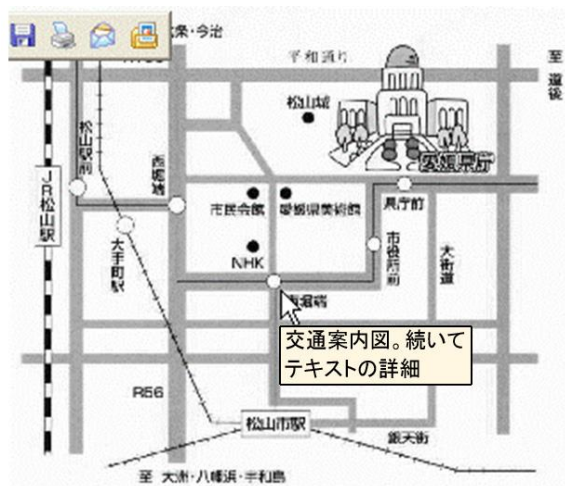 今治
平和通り
至 道後
松山城
松山駅前
西堀端
愛媛県庁
JR松山駅
市民会館
愛媛県美術館
県庁前
大手町駅
NHK
市役所前
大街道
南堀端
交通案内図。続いて
テキストの詳細
R56
松山市駅
銀天街
至 大洲・八幡浜・宇和島